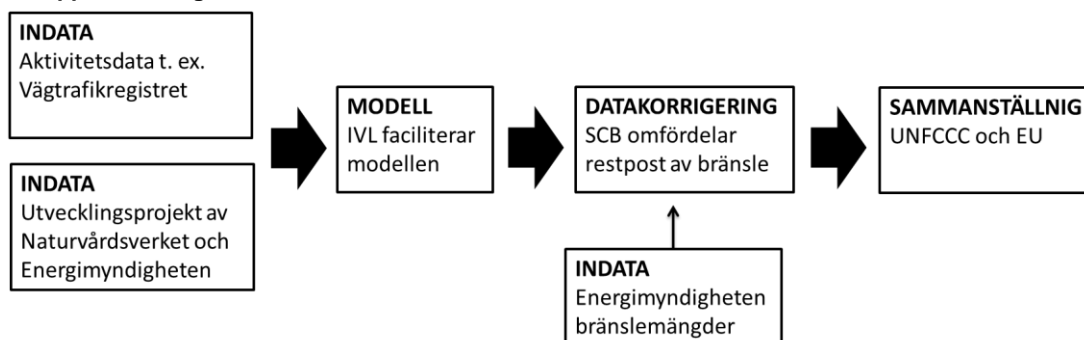 INDATA
Aktivitetsdata t. ex.
Vägtrafikregistret
INDATA
Utvecklingsprojekt av
Naturvårdsverket och
Energimyndigheten
MODELL
IVL faciliterar
modellen
DATAKORRIGERING
SCB omfördelar
restpost av bränsle
INDATA
Energimyndigheten
bränslemängder
SAMMANSTÄLLNIG
UNFCCC och EU